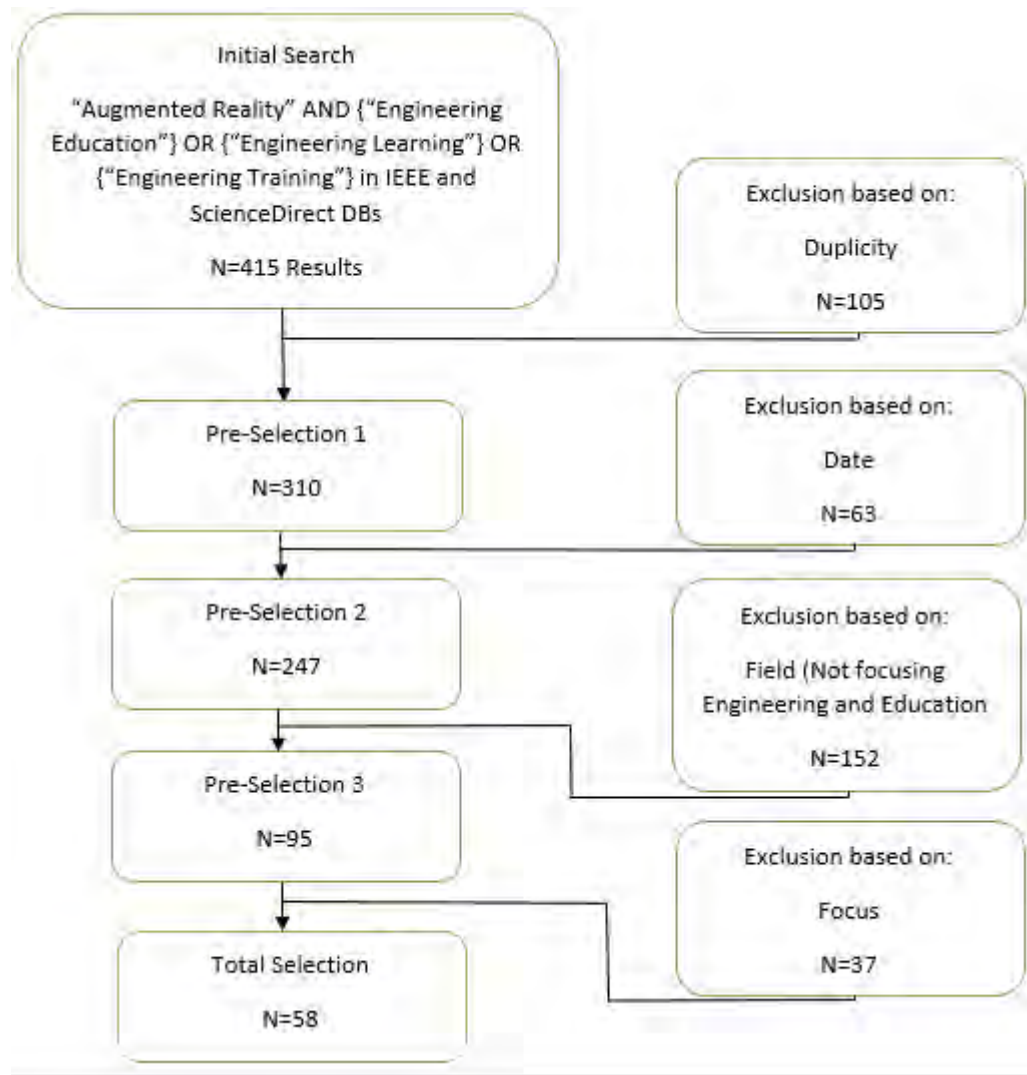 Initial Search
“Augmented Reality” AND {“Engineering
Education”} OR {“Engineering Learning”} OR
{“Engineering Training”} in IEEE and
ScienceDirect DBs
N=415 Results
Exclusion based on:
Duplicity
N=105
Pre-Selection 1
N=310
Exclusion based on:
Date
N=63
Pre-Selection 2
N=247
Exclusion based on:
Field (Not focusing
Engineering and Education
N=152
Pre-Selection 3
N=95
Exclusion based on:
Focus
N=37
Total Selection
N=58